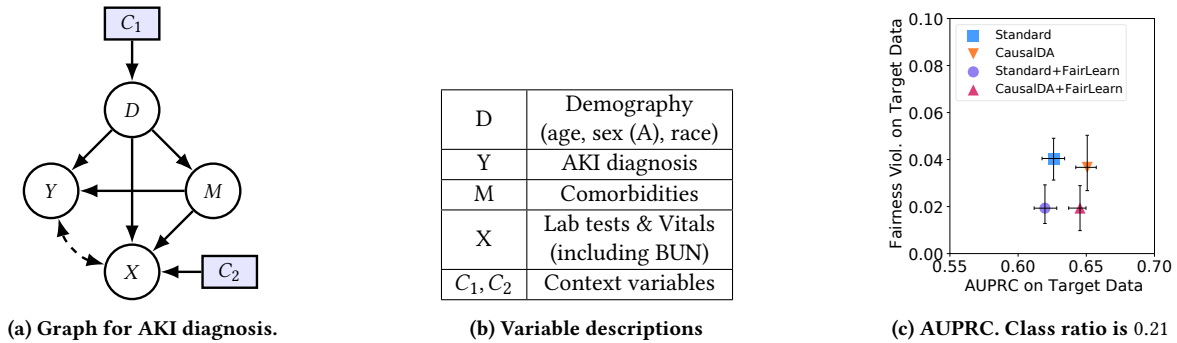 C₁
D
Y
M
X
C₂
(a) Graph for AKI diagnosis.
D
Demography
(age, sex (A), race)
Y
AKI diagnosis
M
Comorbidities
X
Lab tests & Vitals
(including BUN)
C₁, C₂
Context variables
(b) Variable descriptions
Fairness Viol. on Target Data
0.10
0.08
0.06
0.04
0.02
0.00
Standard
CausalDA
Standard+FairLearn
CausalDA+FairLearn
0.55
0.60
0.65
0.70
AUPRC on Target Data
(c) AUPRC. Class ratio is 0.21